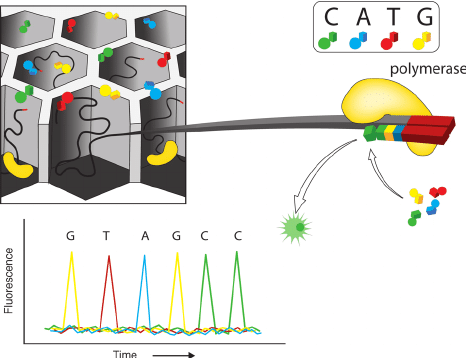 C A T G
polymerase
G T A G C C
Fluorescence
Time